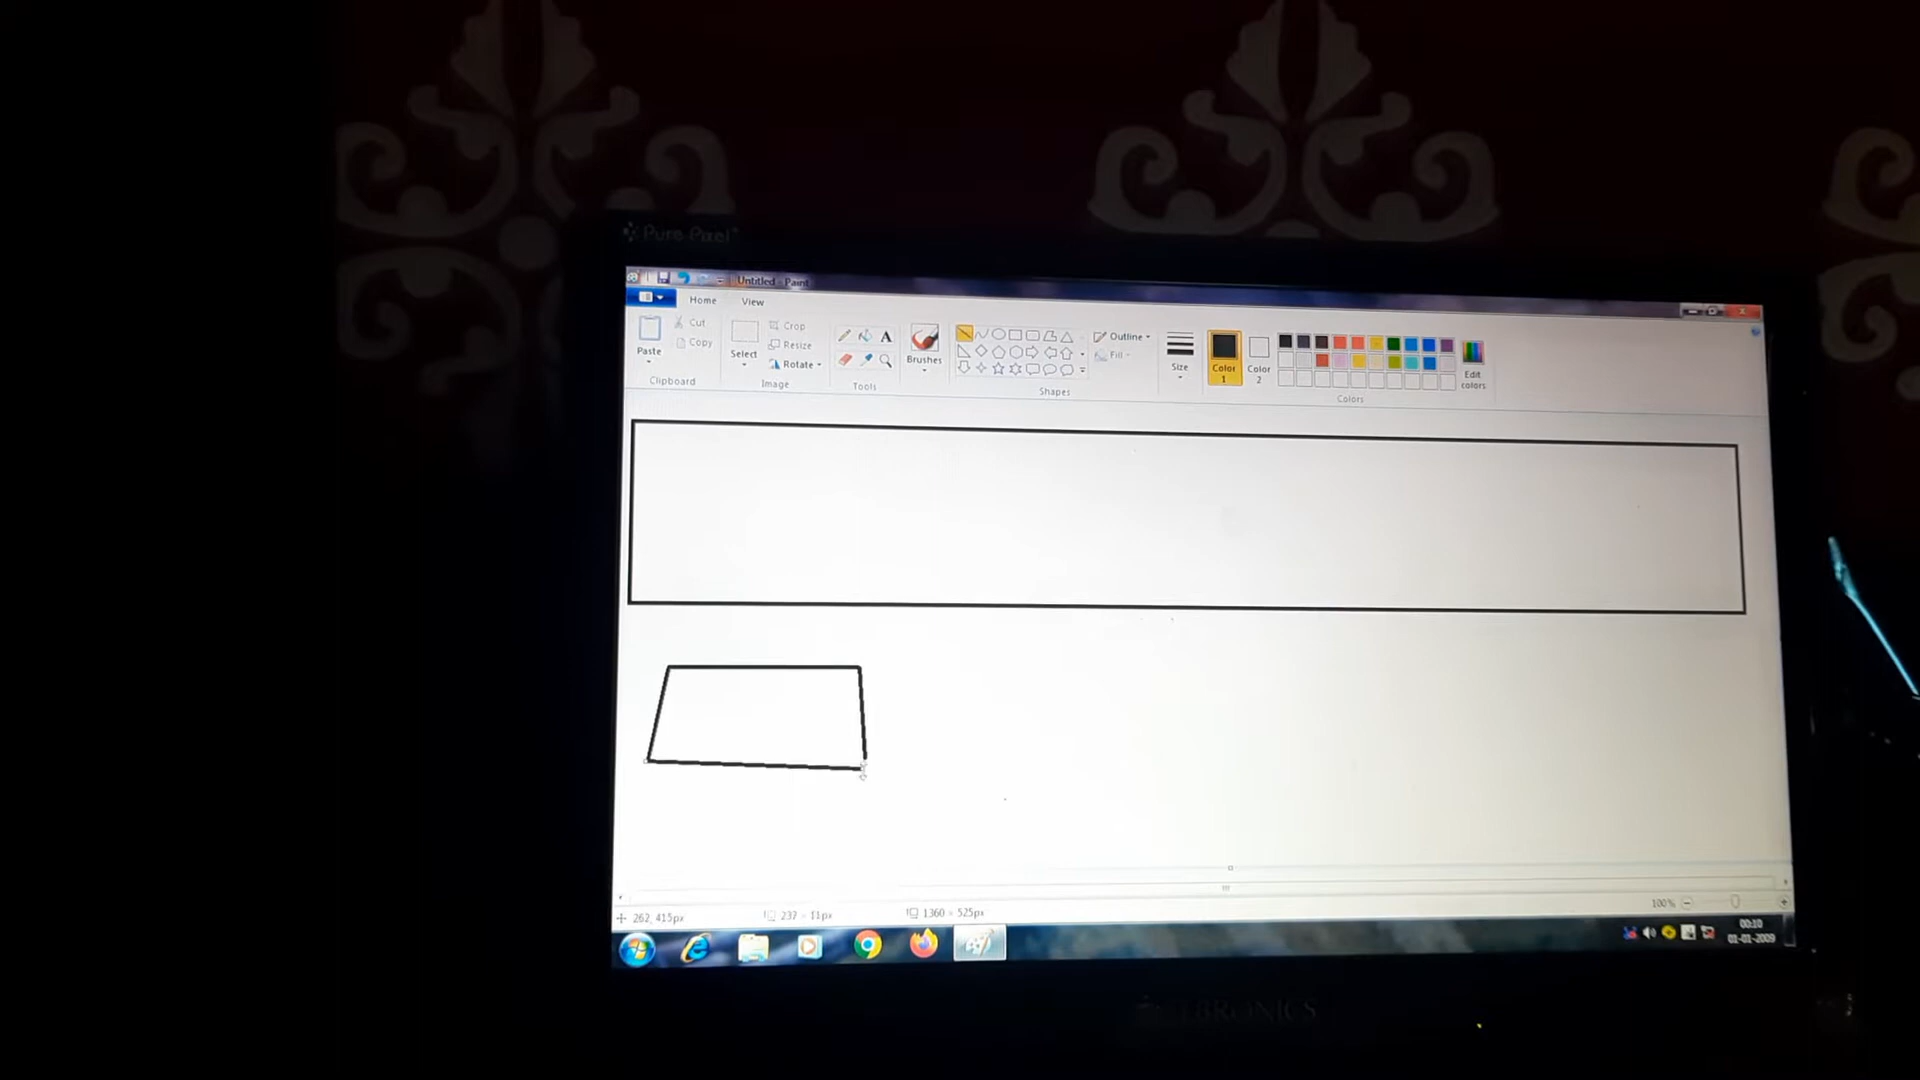 Pure Pixel
Untitled - Paint
Home View
Cut
Copy
Paste
Clipboard
Crop
Resize
Rotate
Select
Image
Tools
Brushes
Outline
Fill
Shapes
Size
Color 1
Color 2
Edit colors
Colors
262, 415px
237 × 11px
1360 × 525px
100%
00:10
01-01-2009